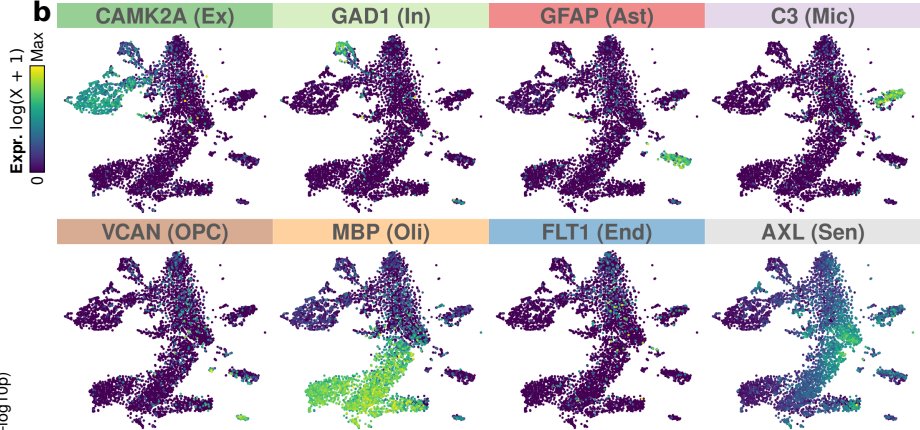 b
CAMK2A (Ex)
GAD1 (In)
GFAP (Ast)
C3 (Mic)
Expr. log(X + 1)
0
Max
VCAN (OPC)
MBP (Oli)
FLT1 (End)
AXL (Sen)
-log10p)